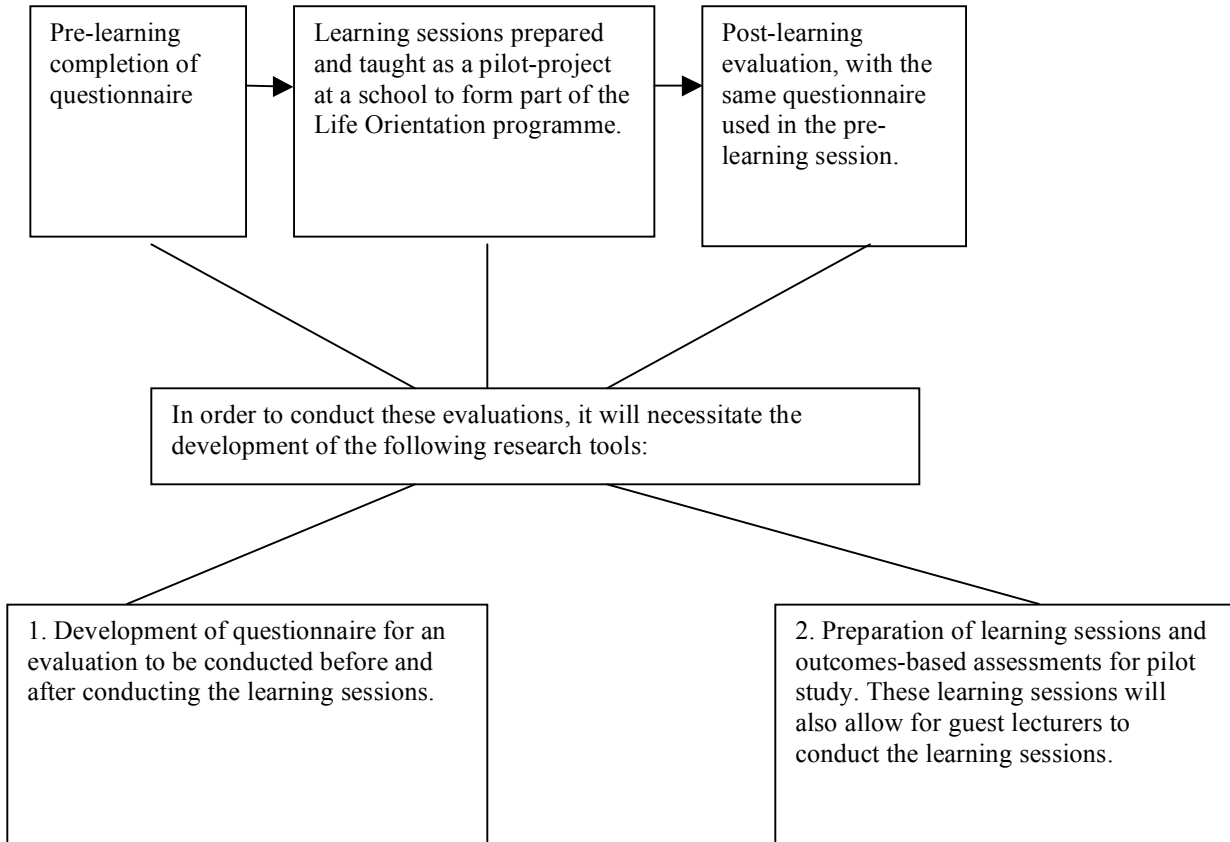 Pre-learning
completion of
questionnaire
Learning sessions prepared
and taught as a pilot-project
at a school to form part of the
Life Orientation programme.
Post-learning
evaluation, with the
same questionnaire
used in the pre-
learning session.
In order to conduct these evaluations, it will necessitate the
development of the following research tools:
1. Development of questionnaire for an
evaluation to be conducted before and
after conducting the learning sessions.
2. Preparation of learning sessions and
outcomes-based assessments for pilot
study. These learning sessions will
also allow for guest lecturers to
conduct the learning sessions.